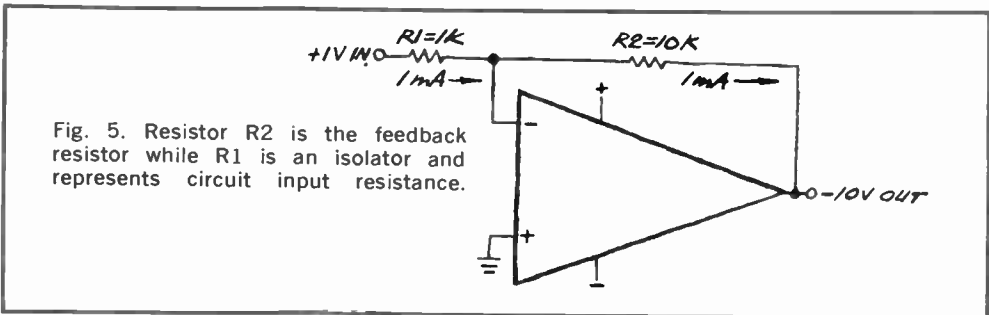 R1=1K
R2=10K
+1V IN
1mA
1mA
+
-
Fig. 5. Resistor R2 is the feedback
resistor while R1 is an isolator and
represents circuit input resistance.
-10V OUT
+
-